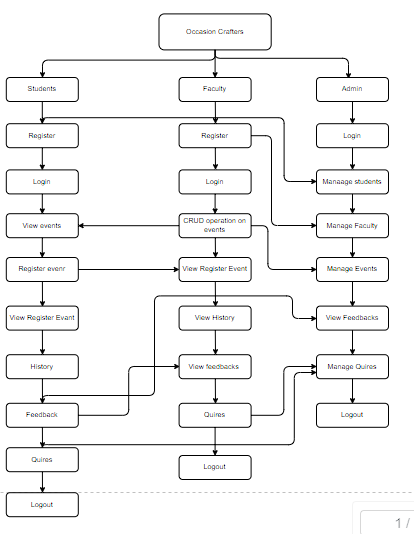 Occasion Crafters
Students
Faculty
Admin
Register
Register
Login
Login
Login
Manaage students
View events
CRUD operation on
events
Manage Faculty
Register evenr
View Register Event
Manage Events
View Register Evant
View History
View Feedbacks
History
View feedbacks
Manage Quires
Feedback
Quires
Logout
Quires
Logout
Logout
1 /